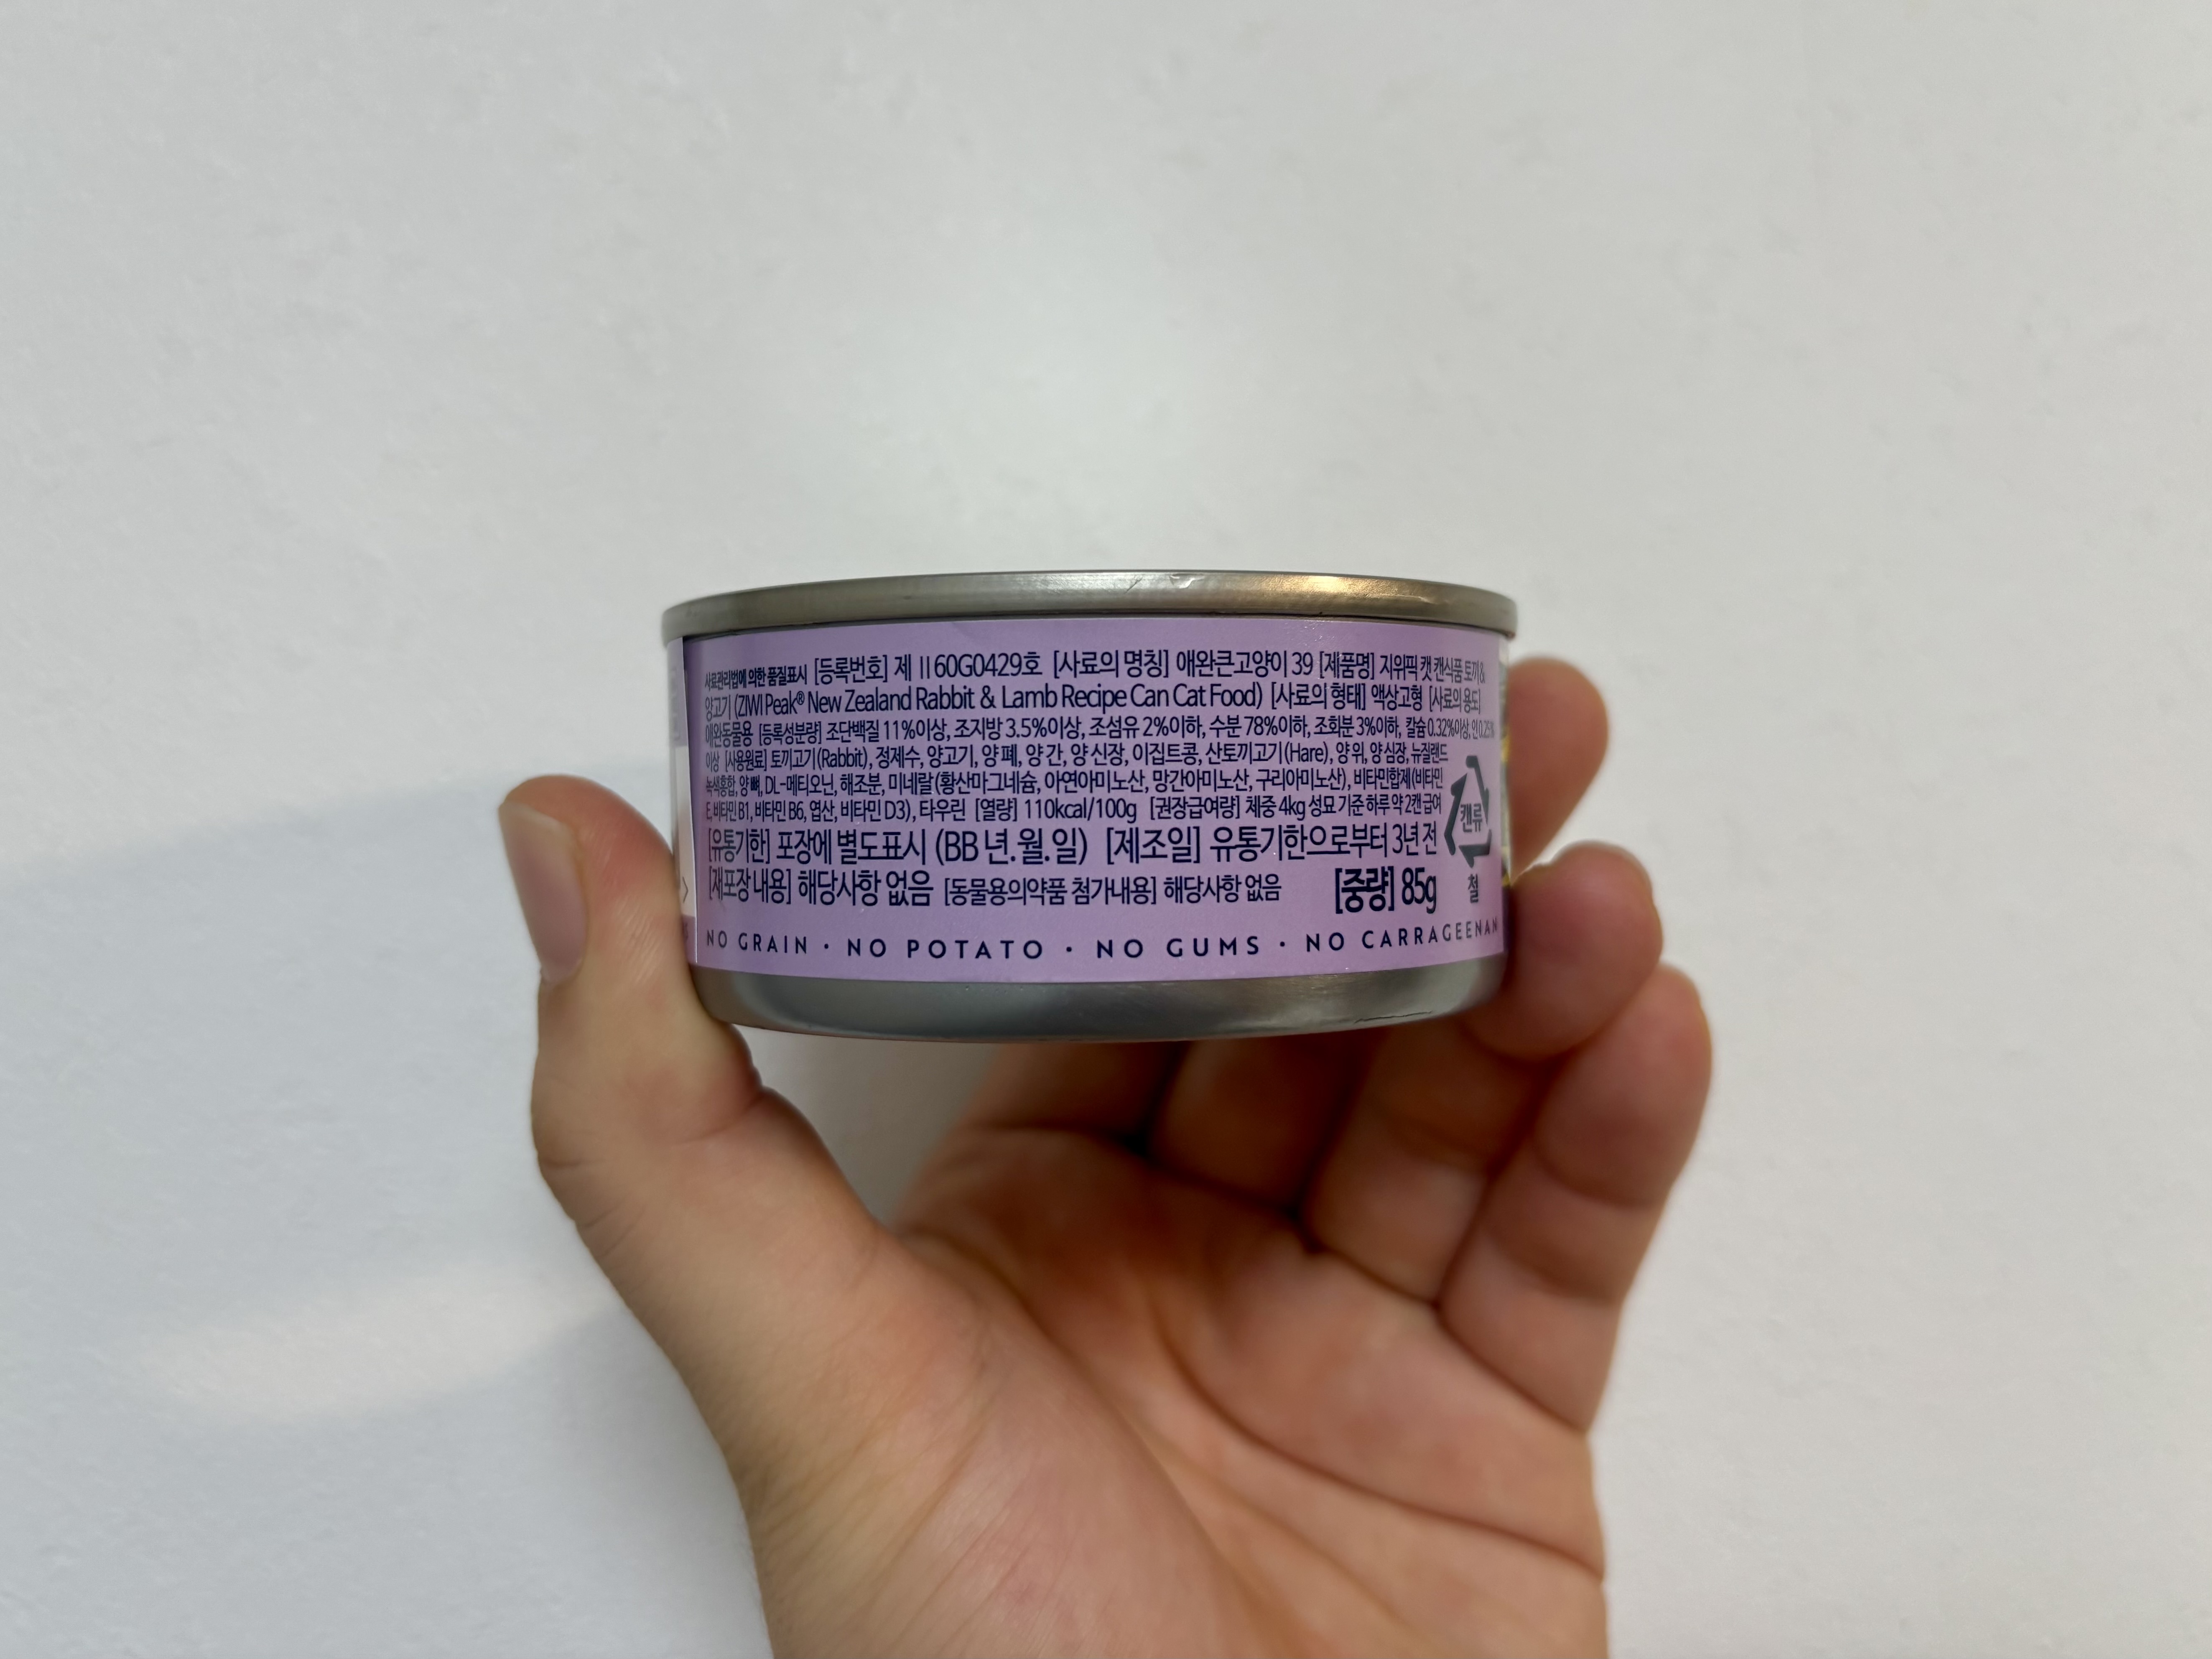 사료관리법에 의한 품질표시 [등록번호] 제 II60G0429호 [사료의 명칭] 애완큰고양이 39 [제품명] 지위픽 캣 캔식품 토끼&
양고기 (ZIWI Peak® New Zealand Rabbit & Lamb Recipe Can Cat Food) [사료의 형태] 액상고형 [사료의 용도]
애완동물용 [등록성분량] 조단백질 11%이상, 조지방 3.5%이상, 조섬유 2%이하, 수분 78%이하, 조회분 3%이하, 칼슘 0.32%이상, 인 0.25%
이상 [사용원료] 토끼고기(Rabbit), 정제수, 양고기, 양 폐, 양 간, 양 신장, 이집트콩, 산토끼고기(Hare), 양 위, 양 심장, 뉴질랜드
녹색홍합, 양 뼈, DL-메티오닌, 해조분, 미네랄(황산마그네슘, 아연아미노산, 망간아미노산, 구리아미노산), 비타민합제(비타민
E, 비타민 B1, 비타민 B6, 엽산, 비타민 D3), 타우린 [열량] 110kcal/100g [권장급여량] 체중 4kg 성묘 기준 하루 약 2캔 급여
[유통기한] 포장에 별도표시 (BB 년.월.일) [제조일] 유통기한으로부터 3년 전
[재포장 내용] 해당사항 없음 [동물용의약품 첨가내용] 해당사항 없음 [중량] 85g
캔류
철
NO GRAIN · NO POTATO · NO GUMS · NO CARRAGEENAN